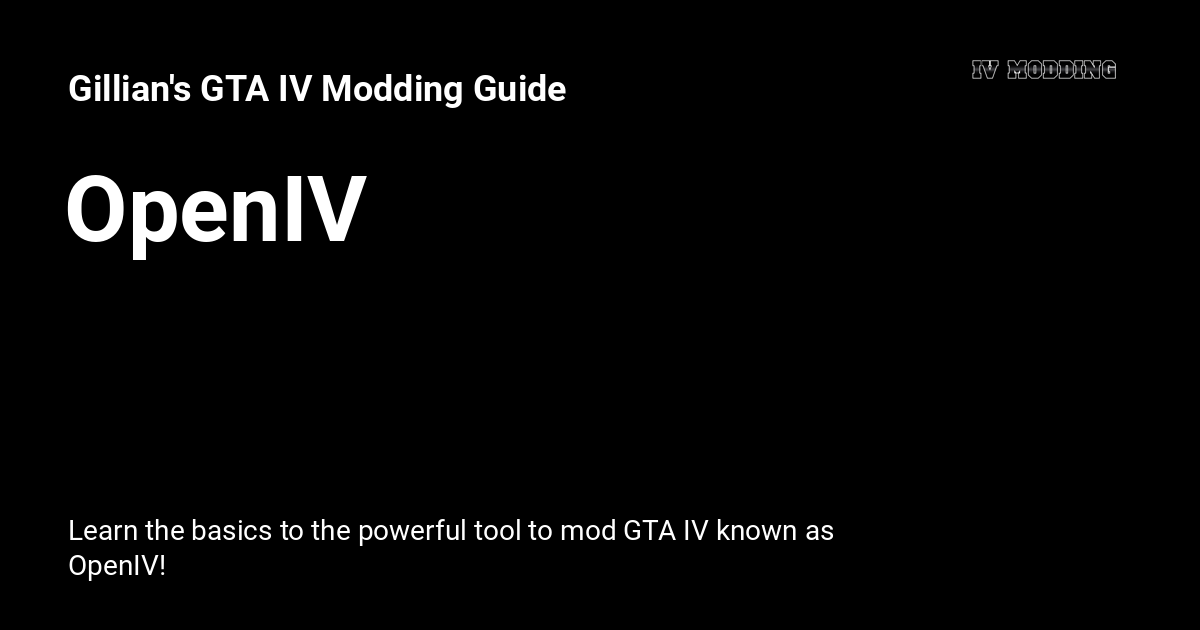 Gillian's GTA IV Modding Guide
IV MODDING
OpenIV
Learn the basics to the powerful tool to mod GTA IV known as
OpenIV!